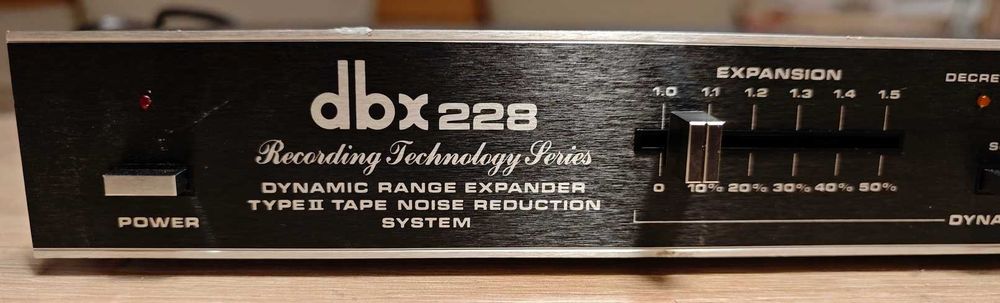 dbx 228
Recording Technology Series
DYNAMIC RANGE EXPANDER
TYPE II TAPE NOISE REDUCTION
SYSTEM
POWER
EXPANSION
1.0 1.1 1.2 1.3 1.4 1.5
0 10% 20% 30% 40% 50%
DECRE
S
DYNA